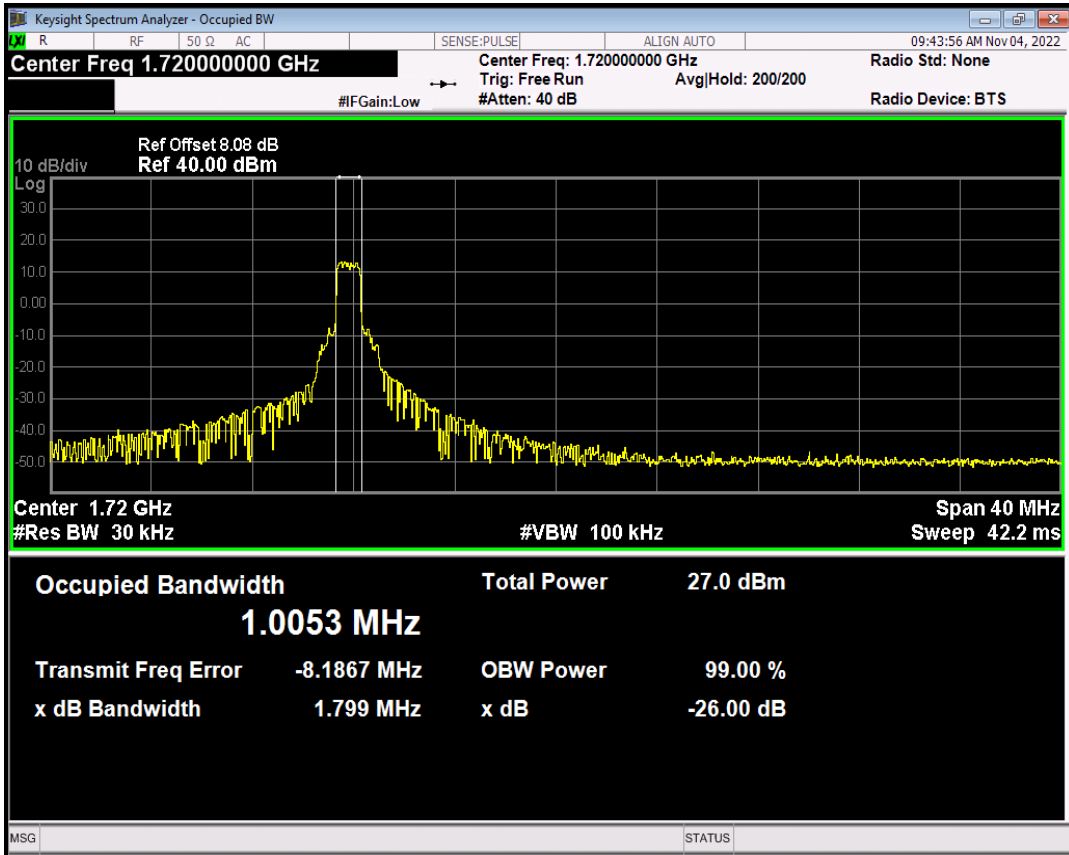 Keysight Spectrum Analyzer - Occupied BW
LXI R RF 50 Ω AC SENSE:PULSE ALIGN AUTO 09:43:56 AM Nov 04, 2022
Center Freq 1.720000000 GHz Center Freq: 1.720000000 GHz Radio Std: None
Trig: Free Run Avg|Hold: 200/200
#IFGain:Low #Atten: 40 dB Radio Device: BTS
Ref Offset 8.08 dB
10 dB/div Ref 40.00 dBm
Log
30.0
20.0
10.0
0.00
-10.0
-20.0
-30.0
-40.0
-50.0
Center 1.72 GHz Span 40 MHz
#Res BW 30 kHz #VBW 100 kHz Sweep 42.2 ms
Occupied Bandwidth Total Power 27.0 dBm
1.0053 MHz
Transmit Freq Error -8.1867 MHz OBW Power 99.00 %
x dB Bandwidth 1.799 MHz x dB -26.00 dB
MSG STATUS